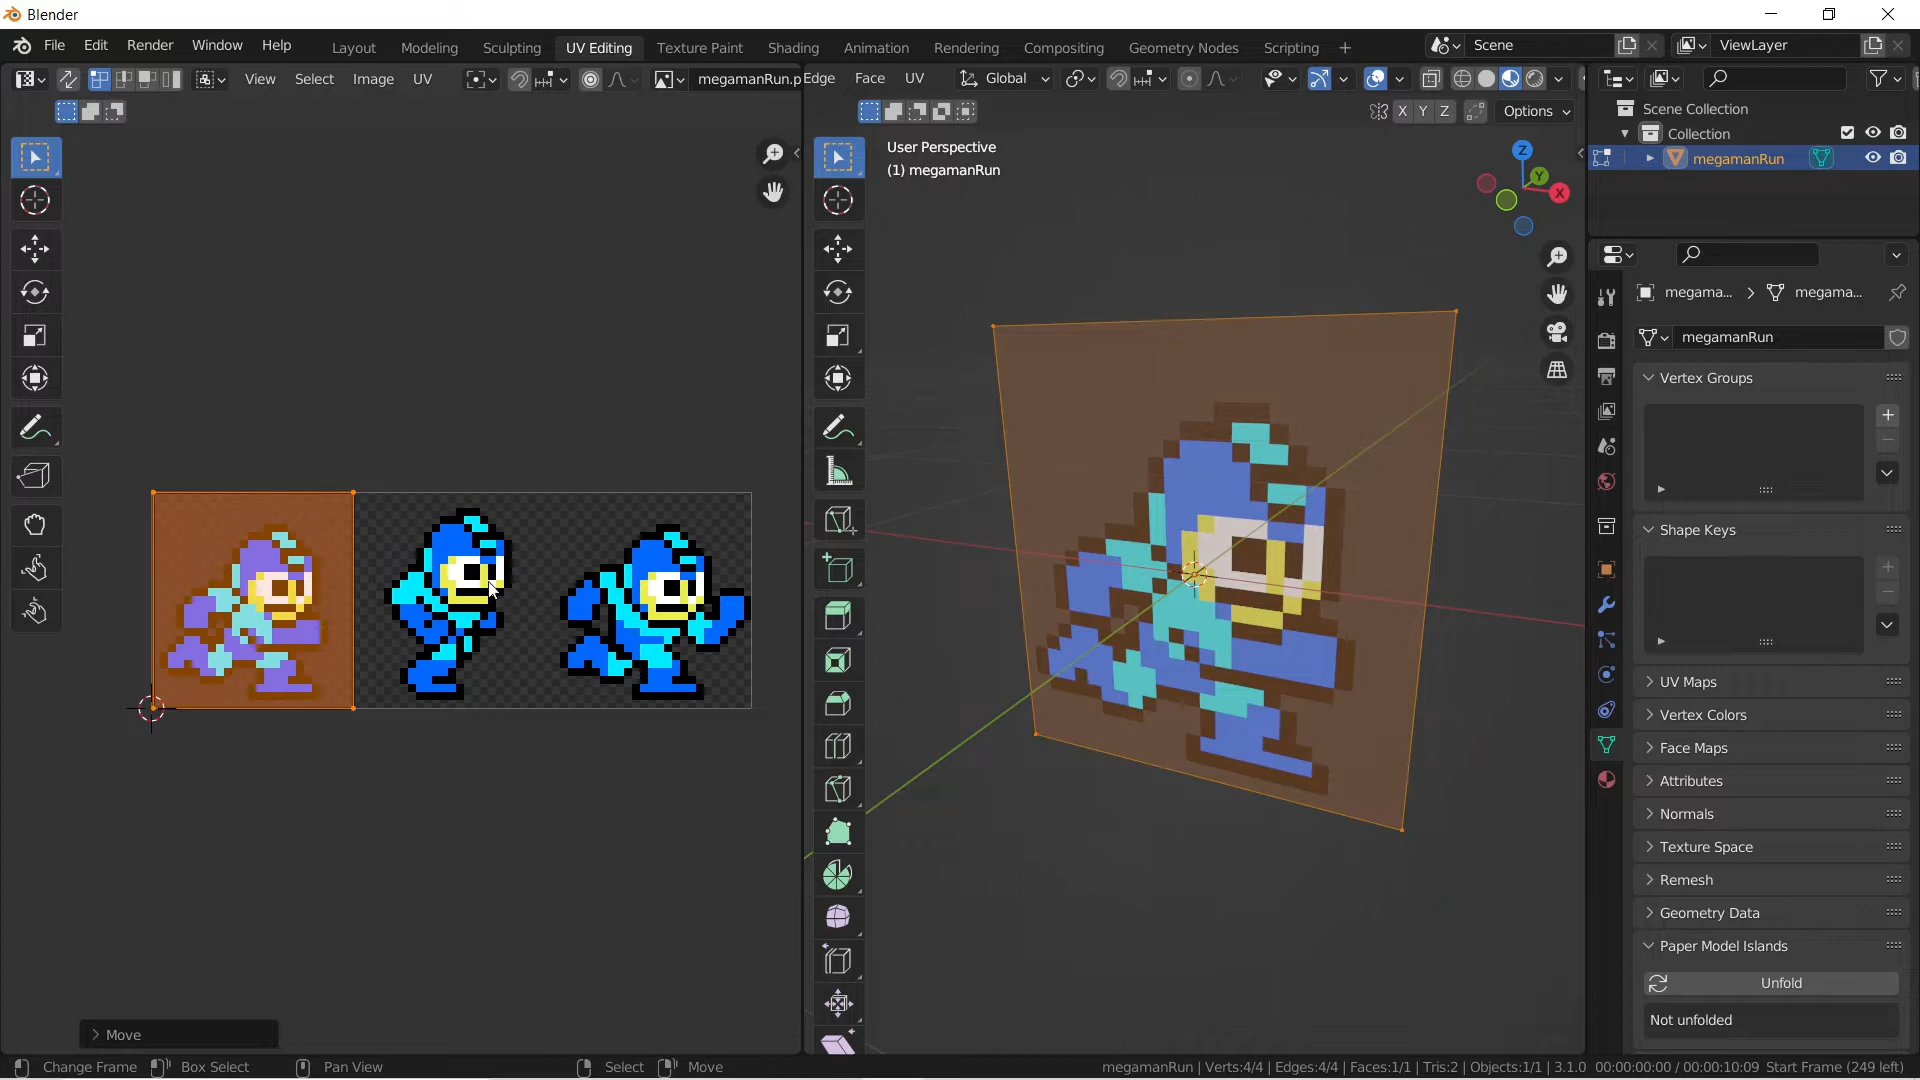 Blender
File Edit Render Window Help Layout Modeling Sculpting UV Editing Texture Paint Shading Animation Rendering Compositing Geometry Nodes Scripting + Scene ViewLayer
View Select Image UV megamanRun.p Edge Face UV Global
X Y Z Options
Scene Collection
Collection
megamanRun
User Perspective
(1) megamanRun
Z
Y
X
megama... > megama...
megamanRun
Vertex Groups
Shape Keys
UV Maps
Vertex Colors
Face Maps
Attributes
Normals
Texture Space
Remesh
Geometry Data
Paper Model Islands
Unfold
Not unfolded
Move
Change Frame Box Select Pan View Select Move megamanRun | Verts:4/4 | Edges:4/4 | Faces:1/1 | Tris:2 | Objects:1/1 | 3.1.0 00:00:00:00 / 00:00:10:09 Start Frame (249 left)